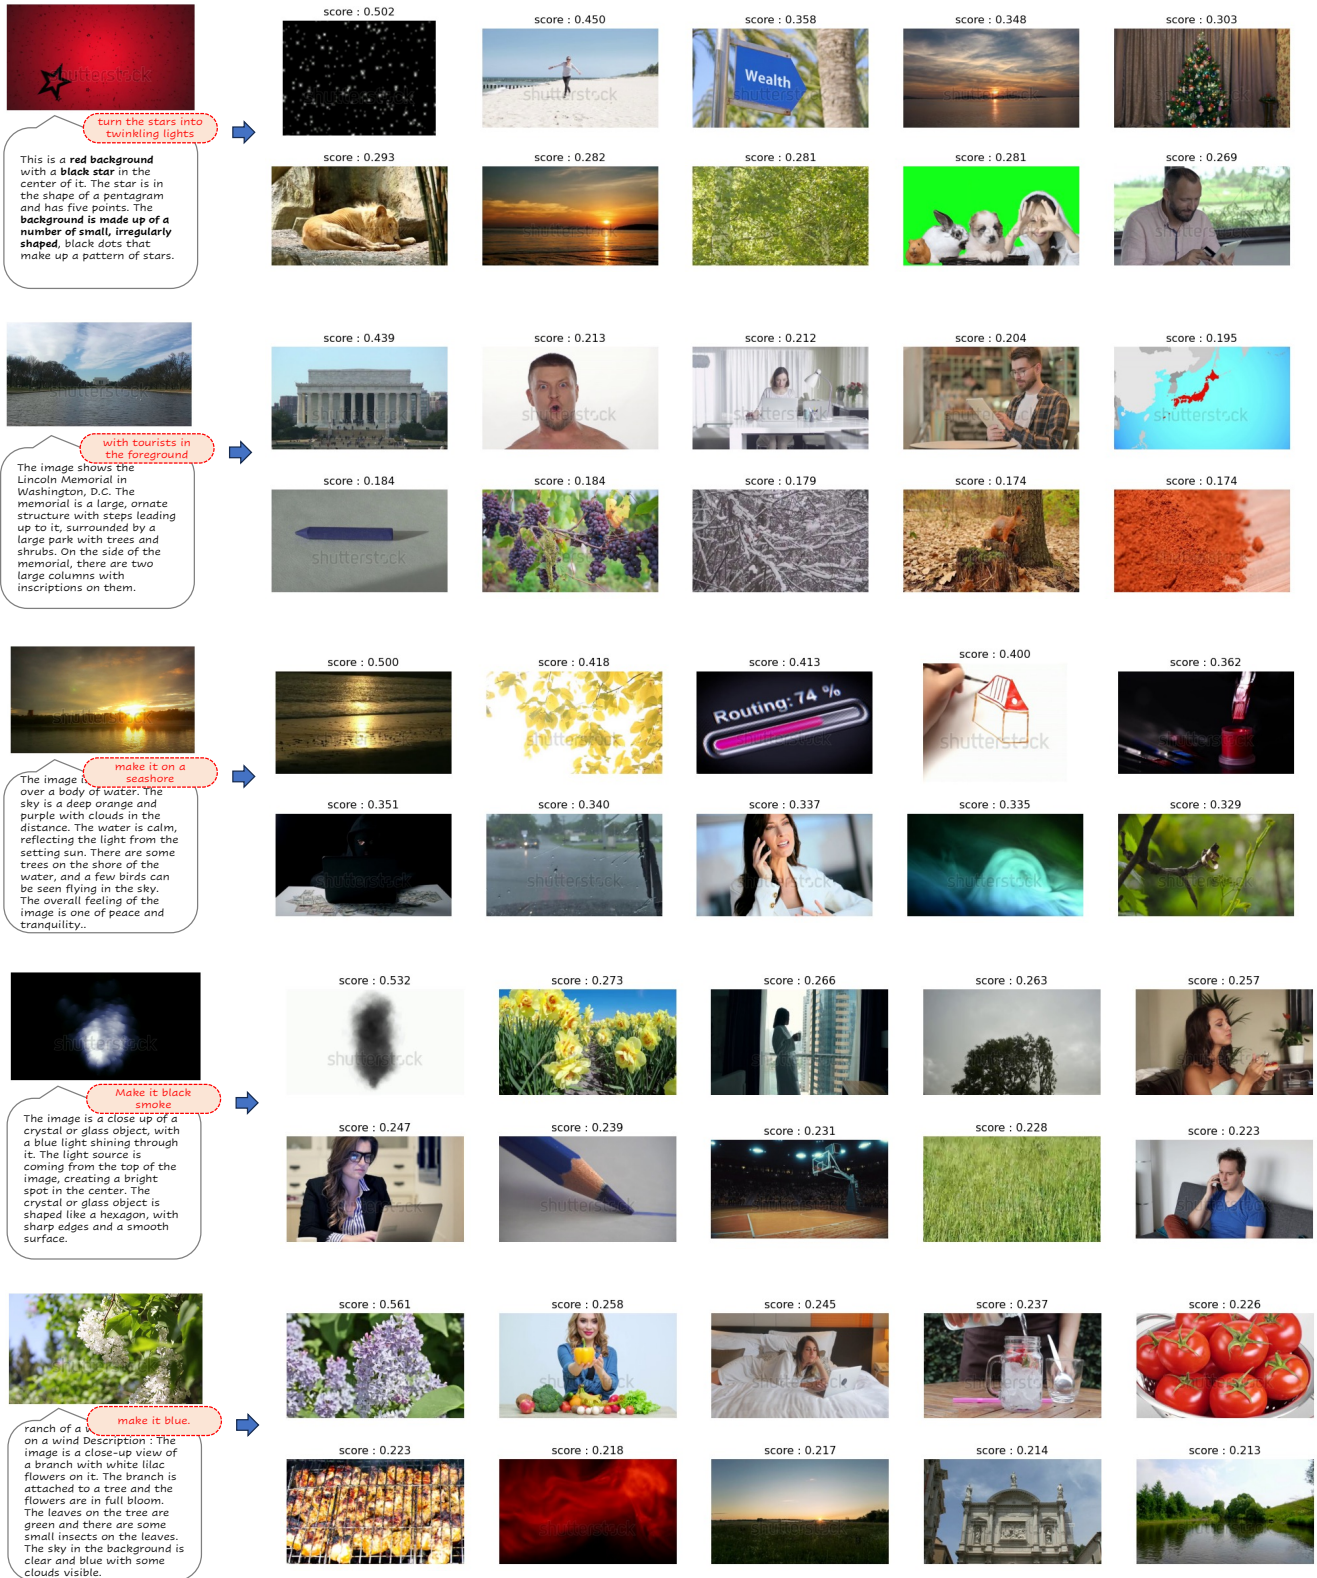 score : 0.502
score : 0.450
score : 0.358
score : 0.348
score : 0.303
shutterstock
Wealth
shutterstock
shutterstock
turn the stars into
twinkling lights
This is a red background
with a black star in the
center of it. The star is in
the shape of a pentagram
and has five points. The
background is made up of a
number of small, irregularly
shaped, black dots that
make up a pattern of stars.
score : 0.293
score : 0.282
score : 0.281
score : 0.281
score : 0.269
score : 0.439
score : 0.213
score : 0.212
score : 0.204
score : 0.195
shutterstock
shutterstock
shutterstock
shutterstock
shutterstock
with tourists in
the foreground
The image shows the
Lincoln Memorial in
Washington, D.C. The
memorial is a large, ornate
structure with steps leading
up to it, surrounded by a
large park with trees and
shrubs. On the side of the
memorial, there are two
large columns with
inscriptions on them.
score : 0.184
score : 0.184
score : 0.179
score : 0.174
score : 0.174
shutterstock
score : 0.500
score : 0.418
score : 0.413
score : 0.400
score : 0.362
Routing: 74 %
shutterstock
shutterstock
make it on a
seashore
The image i
over a body of water. The
sky is a deep orange and
purple with clouds in the
distance. The water is calm,
reflecting the light from the
setting sun. There are some
trees on the shore of the
water, and a few birds can
be seen flying in the sky.
The overall feeling of the
image is one of peace and
tranquility..
score : 0.351
score : 0.340
score : 0.337
score : 0.335
score : 0.329
shutterstock
shutterstock
shutterstock
score : 0.532
score : 0.273
score : 0.266
score : 0.263
score : 0.257
shutterstock
shutterstock
shutterstock
Make it black
smoke
The image is a close up of a
crystal or glass object, with
a blue light shining through
it. The light source is
coming from the top of the
image, creating a bright
spot in the center. The
crystal or glass object is
shaped like a hexagon, with
sharp edges and a smooth
surface.
score : 0.247
score : 0.239
score : 0.231
score : 0.228
score : 0.223
shutterstock
score : 0.561
score : 0.258
score : 0.245
score : 0.237
score : 0.226
make it blue.
ranch of a
on a wind Description : The
image is a close-up view of
a branch with white lilac
flowers on it. The branch is
attached to a tree and the
flowers are in full bloom.
The leaves on the tree are
green and there are some
small insects on the leaves.
The sky in the background is
clear and blue with some
clouds visible.
score : 0.223
score : 0.218
score : 0.217
score : 0.214
score : 0.213